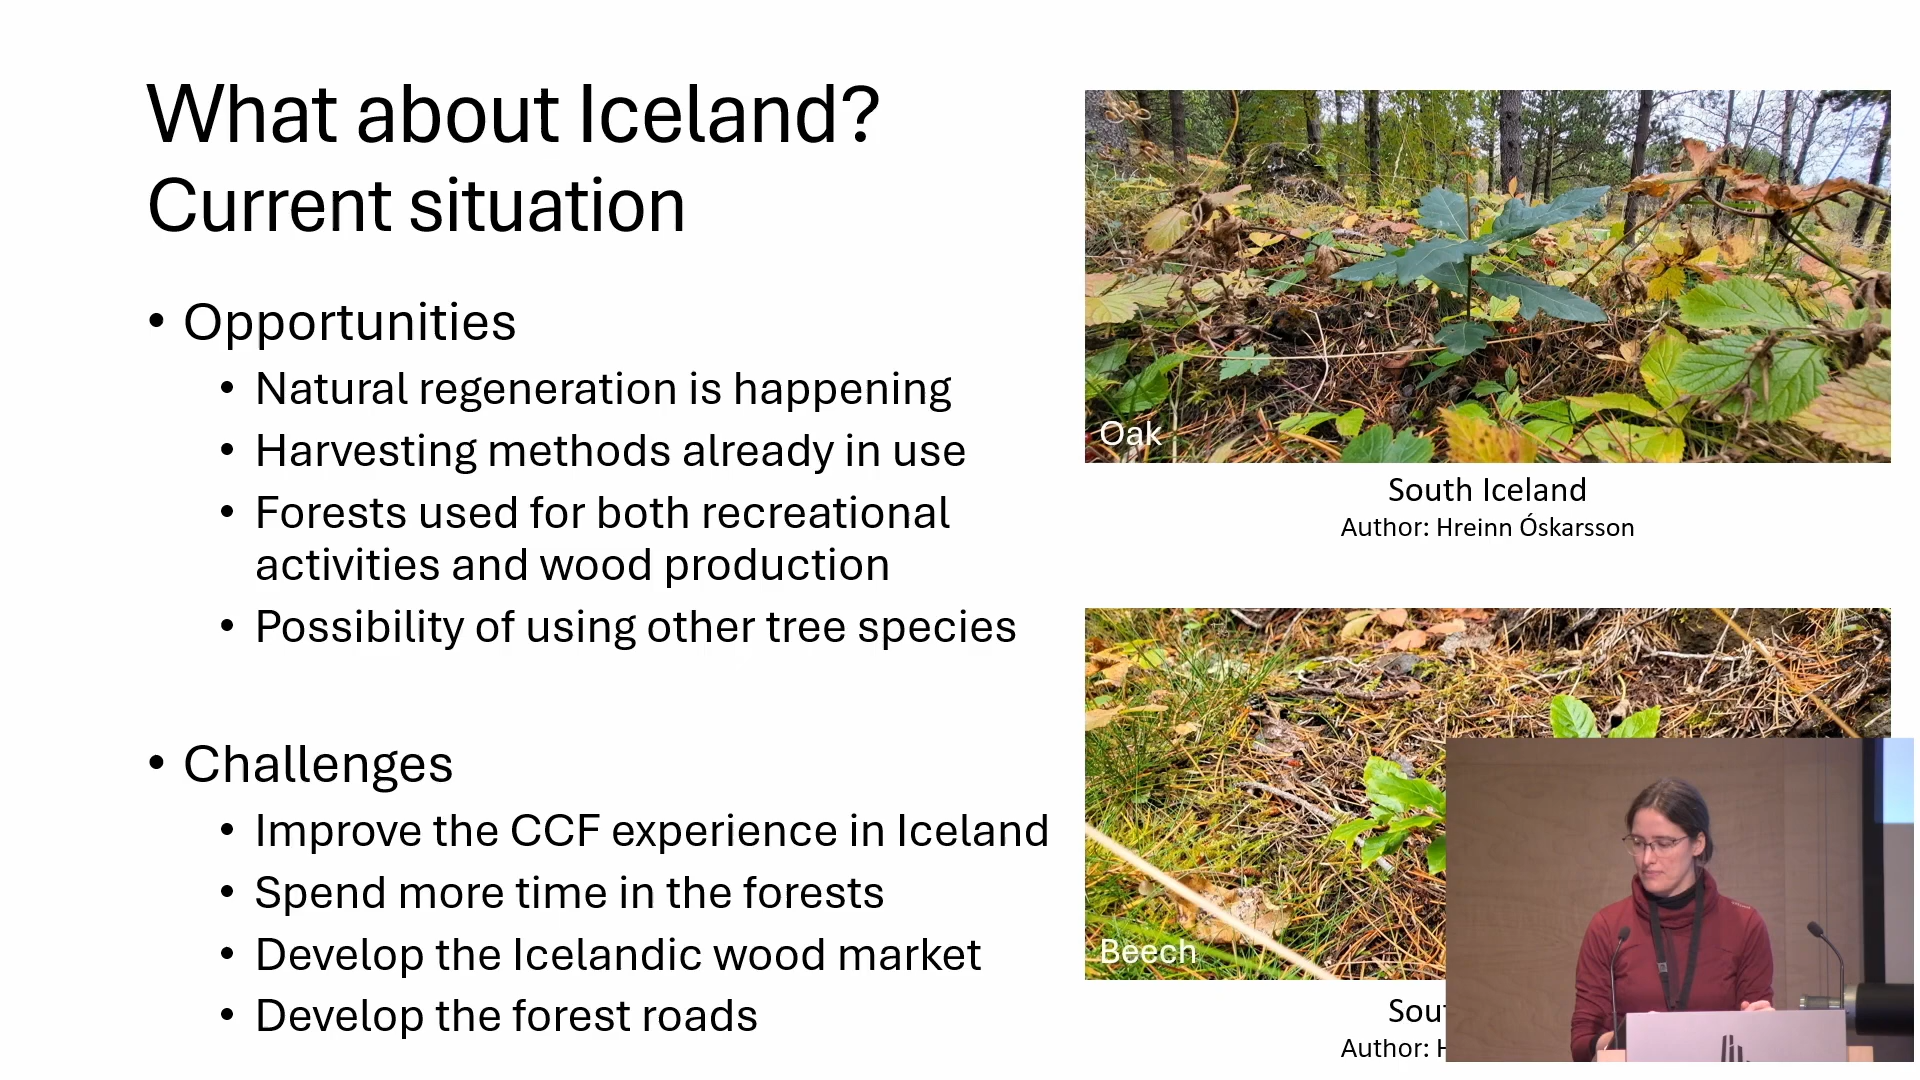 What about Iceland?
Current situation
• Opportunities
• Natural regeneration is happening
• Harvesting methods already in use
• Forests used for both recreational
activities and wood production
• Possibility of using other tree species
• Challenges
• Improve the CCF experience in Iceland
• Spend more time in the forests
• Develop the Icelandic wood market
• Develop the forest roads
Oak
South Iceland
Author: Hreinn Óskarsson
Beech
Author: